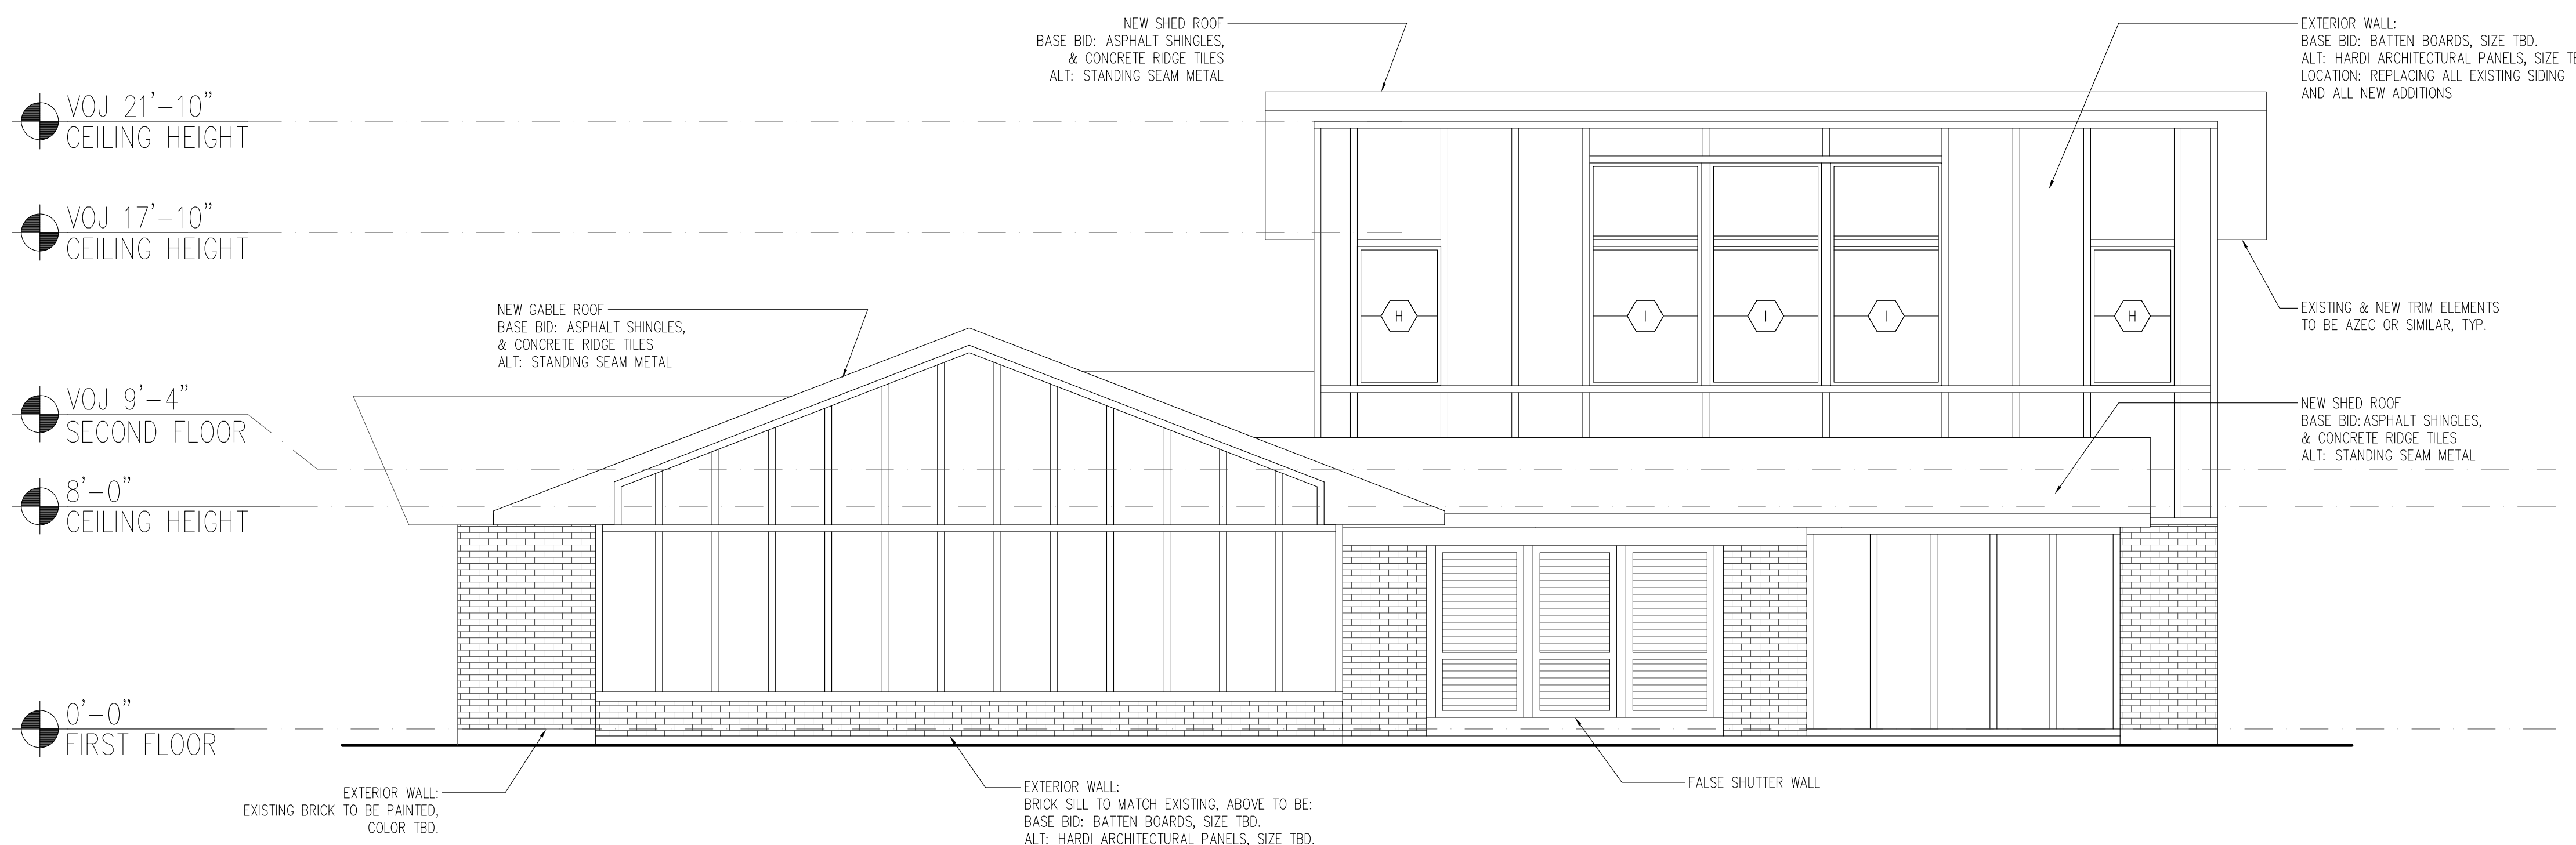 NEW SHED ROOF
BASE BID: ASPHALT SHINGLES,
& CONCRETE RIDGE TILES
ALT: STANDING SEAM METAL
EXTERIOR WALL:
BASE BID: BATTEN BOARDS, SIZE TBD.
ALT: HARDI ARCHITECTURAL PANELS, SIZE
LOCATION: REPLACING ALL EXISTING SIDING
AND ALL NEW ADDITIONS
VOJ 21'-10"
CEILING HEIGHT
VOJ 17'-10"
CEILING HEIGHT
NEW GABLE ROOF
BASE BID: ASPHALT SHINGLES,
& CONCRETE RIDGE TILES
ALT: STANDING SEAM METAL
H
I
I
I
H
EXISTING & NEW TRIM ELEMENTS
TO BE AZEC OR SIMILAR, TYP.
VOJ 9'-4"
SECOND FLOOR
NEW SHED ROOF
BASE BID: ASPHALT SHINGLES,
& CONCRETE RIDGE TILES
ALT: STANDING SEAM METAL
8'-0"
CEILING HEIGHT
0'-0"
FIRST FLOOR
EXTERIOR WALL:
EXISTING BRICK TO BE PAINTED,
COLOR TBD.
EXTERIOR WALL:
BRICK SILL TO MATCH EXISTING, ABOVE TO BE:
BASE BID: BATTEN BOARDS, SIZE TBD.
ALT: HARDI ARCHITECTURAL PANELS, SIZE TBD.
FALSE SHUTTER WALL